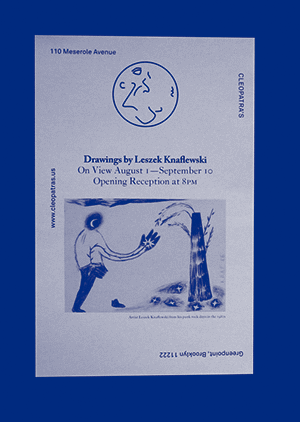 110 Meserole Avenue
CLEOPATRA'S
Drawings by Leszek Knaflewski
On View August 1—September 10
Opening Reception at 8PM
www.cleopatras.us
Greenpoint, Brooklyn 11222